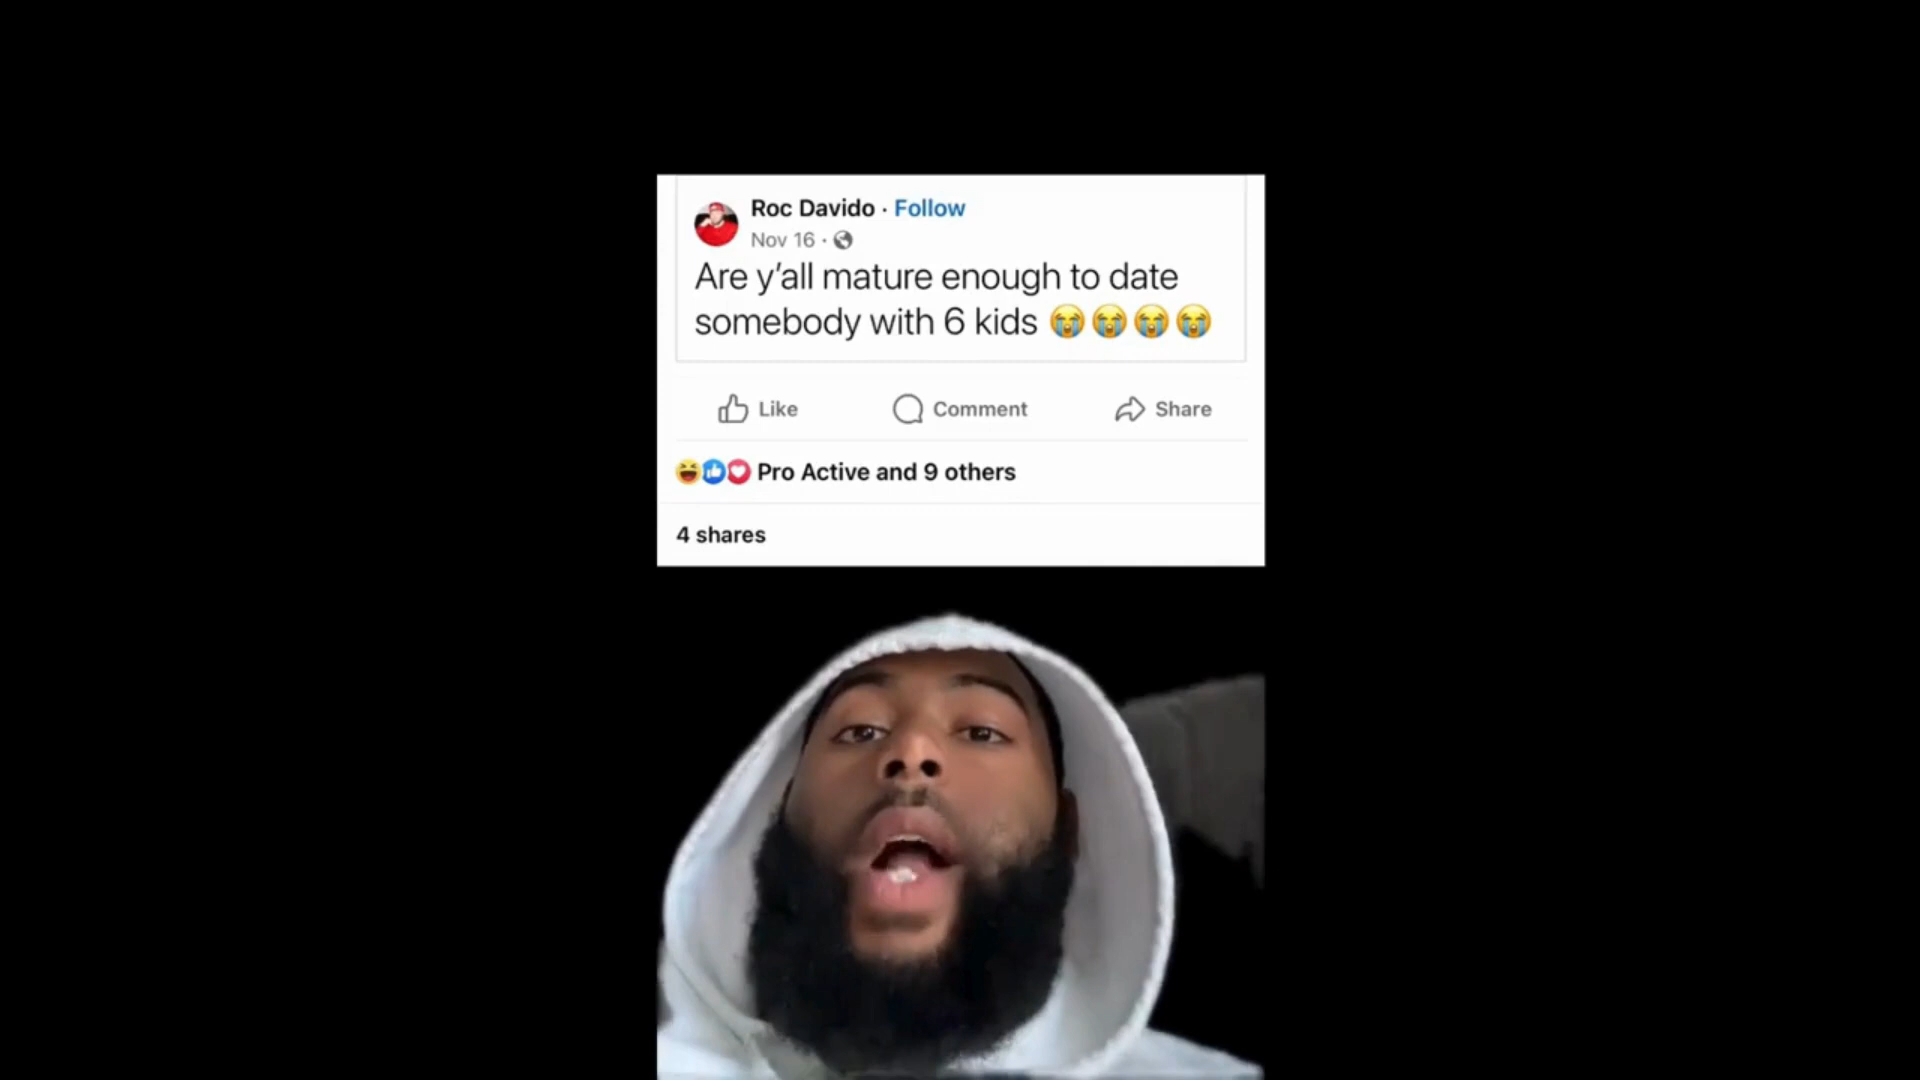 Roc Davido · Follow
Nov 16 ·
Are y'all mature enough to date
somebody with 6 kids 😭😭😭😭
Like Comment Share
Pro Active and 9 others
4 shares